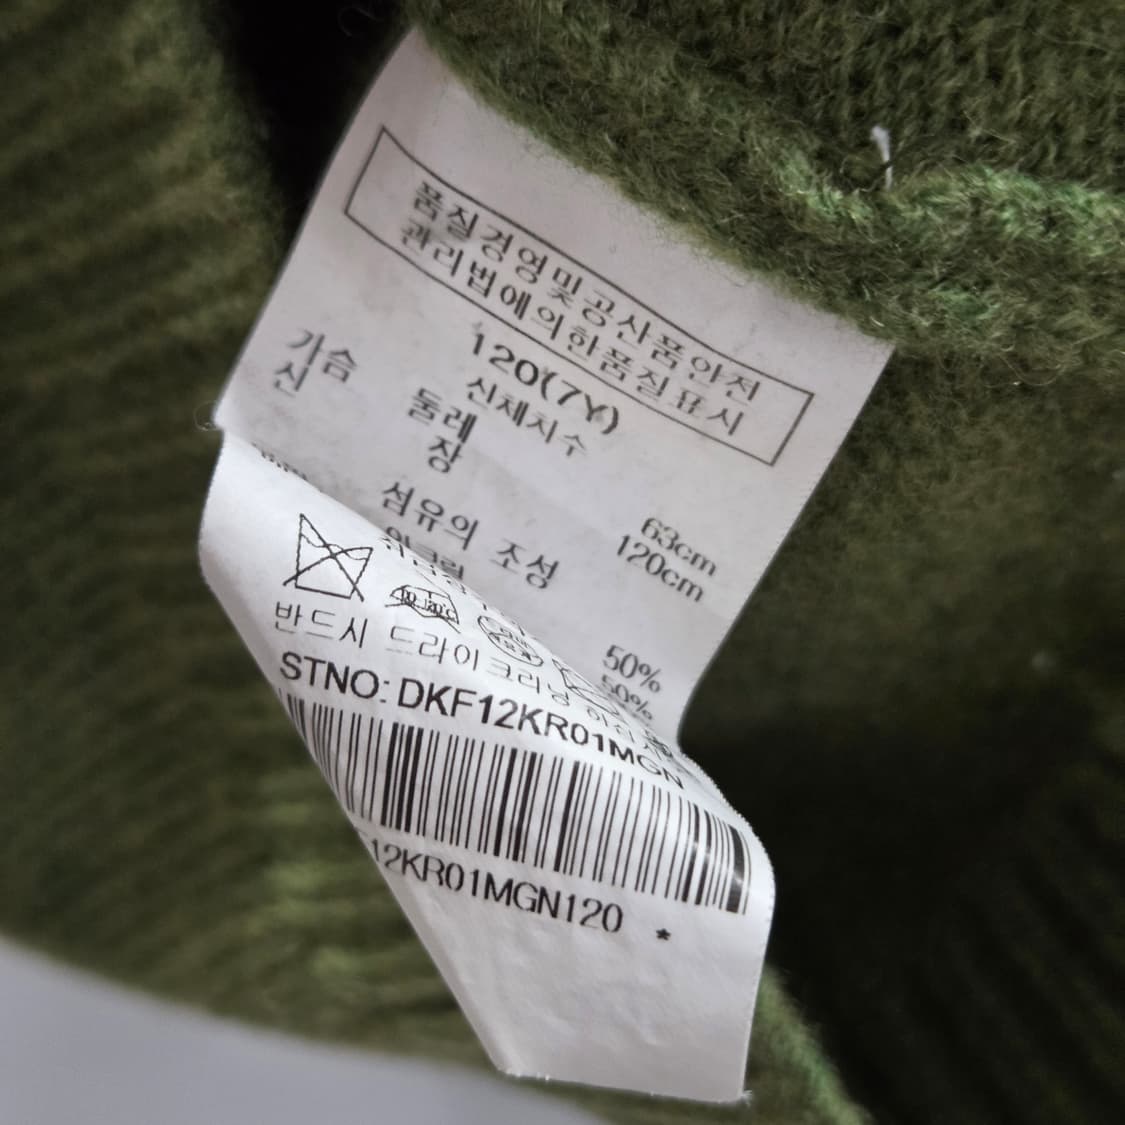 품질경영및공산품안전
관리법에의한품질표시
120(7Y)
신체치수
가슴 둘레 63cm
신 장 120cm
섬유의 조성
50%
50%
반드시 드라이크리닝
STNO: DKF12KR01MGN
12KR01MGN120 *